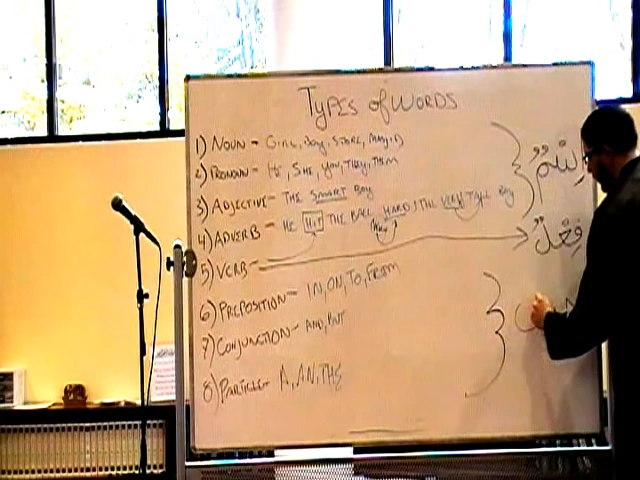 TYPES of WORDS
1) NOUN - GIRL, BOY, STORE, MASJID
2) PRONOUN - HE, SHE, YOU, THEY, THEM
3) ADJECTIVE - THE SMART BOY
4) ADVERB - HE HIT THE BALL HARD / THE VERY TALL BOY
5) VERB -
6) PREPOSITION - IN, ON, TO, FROM
7) CONJUNCTION - AND, BUT
8) PARTICLE - A, AN, THE
اِسْمٌ
فِعْلٌ